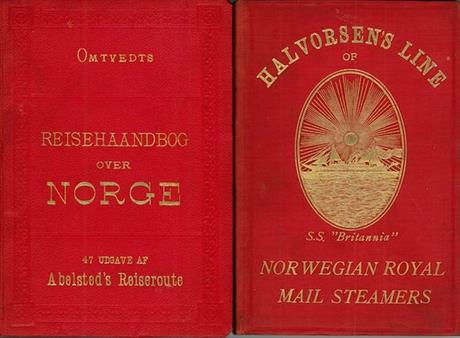 OMTVEDTS
REISEHAANDBOG
OVER
NORGE
47 UDGAVE AF
Abelsted's Reiseroute
HALVORSEN'S LINE
OF
S.S. "Britannia"
NORWEGIAN ROYAL
MAIL STEAMERS